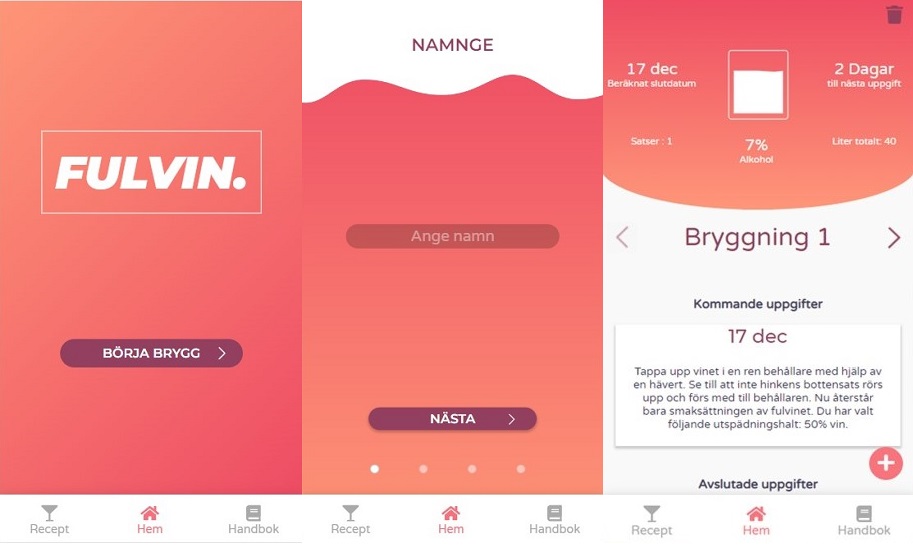 FULVIN.
BÖRJA BRYGG
Recept
Hem
Handbok
NAMNGE
Ange namn
NÄSTA
Recept
Hem
Handbok
17 dec
Beräknat slutdatum
2 Dagar
till nästa uppgift
Satser : 1
7%
Alkohol
Liter totalt: 40
Bryggning 1
Kommande uppgifter
17 dec
Tappa upp vinet i en ren behållare med hjälp av
en hävert. Se till att inte hinkens bottensats rörs
upp och förs med till behållaren. Nu återstår
bara smaksättningen av fulvinet. Du har valt
följande utspädningshalt: 50% vin.
Avslutade uppgifter
Recept
Hem
Handbok